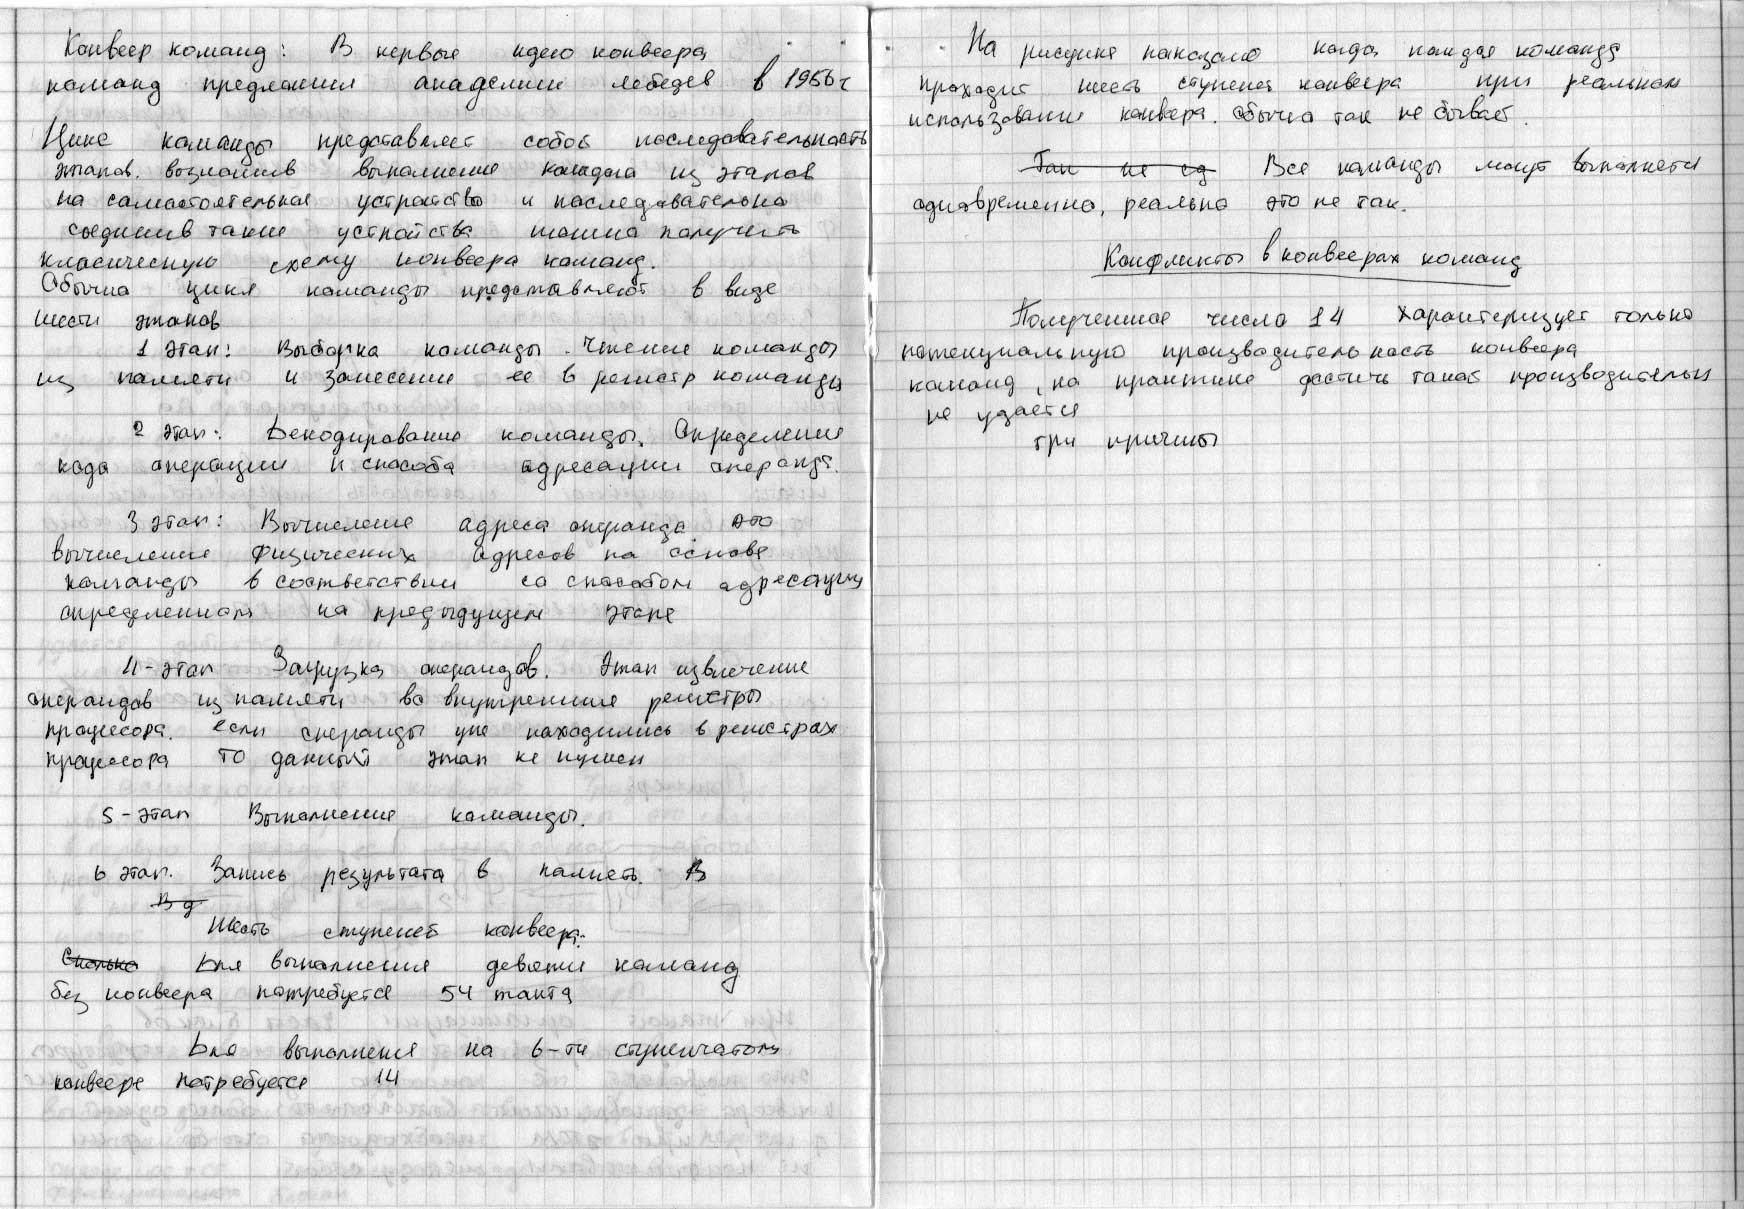 Конвеер команд: В первые идею конвеера
команд предложил академик лебедев в 1956 г
Цикл команды представляет собой последовательность
этапов. возложив выполнение каждого из этапов
на самостоятельное устройство и последовательно
соединив такие устройства можно получить
класическую схему конвеера команд.
Обычно цикл команды представляют в виде
шести этапов
1 этап: Выборка команды. Чтение команды
из памяти и занесение ее в регистр команды
2 этап: Декодирование команды. Определение
кода операции и способа адресации операнда.
3 этап: Вычисление адреса операнда это
вычисление физических адресов на основе
команды в соответствии со способом адресации
определенном на предыдущем этапе
4-этап Загрузка операндов. Этап извлечение
операндов из памяти во внутренние регистры
процессора. если операнды уже находились в регистрах
процессора то данный этап не нужен
5-этап Выполнение команды.
6 этап. Запись результата в память. В
В д
Шесть ступеней конвеера:
Сколько Для выполнения девяти команд
без конвеера потребуется 54 такта
Для выполнения на 6-ти ступенчатом
конвеере потребуется 14
На рисунке показано когда каждая команда
проходит шесть ступеней конвеера при реальном
использовании конвера. обычно так не бывает.
Так не ед Все команды могут выполнятся
одновременно, реально это не так.
Конфликты в конвеерах команд
Полученное число 14 характеризует только
потенциальную производительность конвеера
команд, на практике достичь такой производительн
не удается
три причины